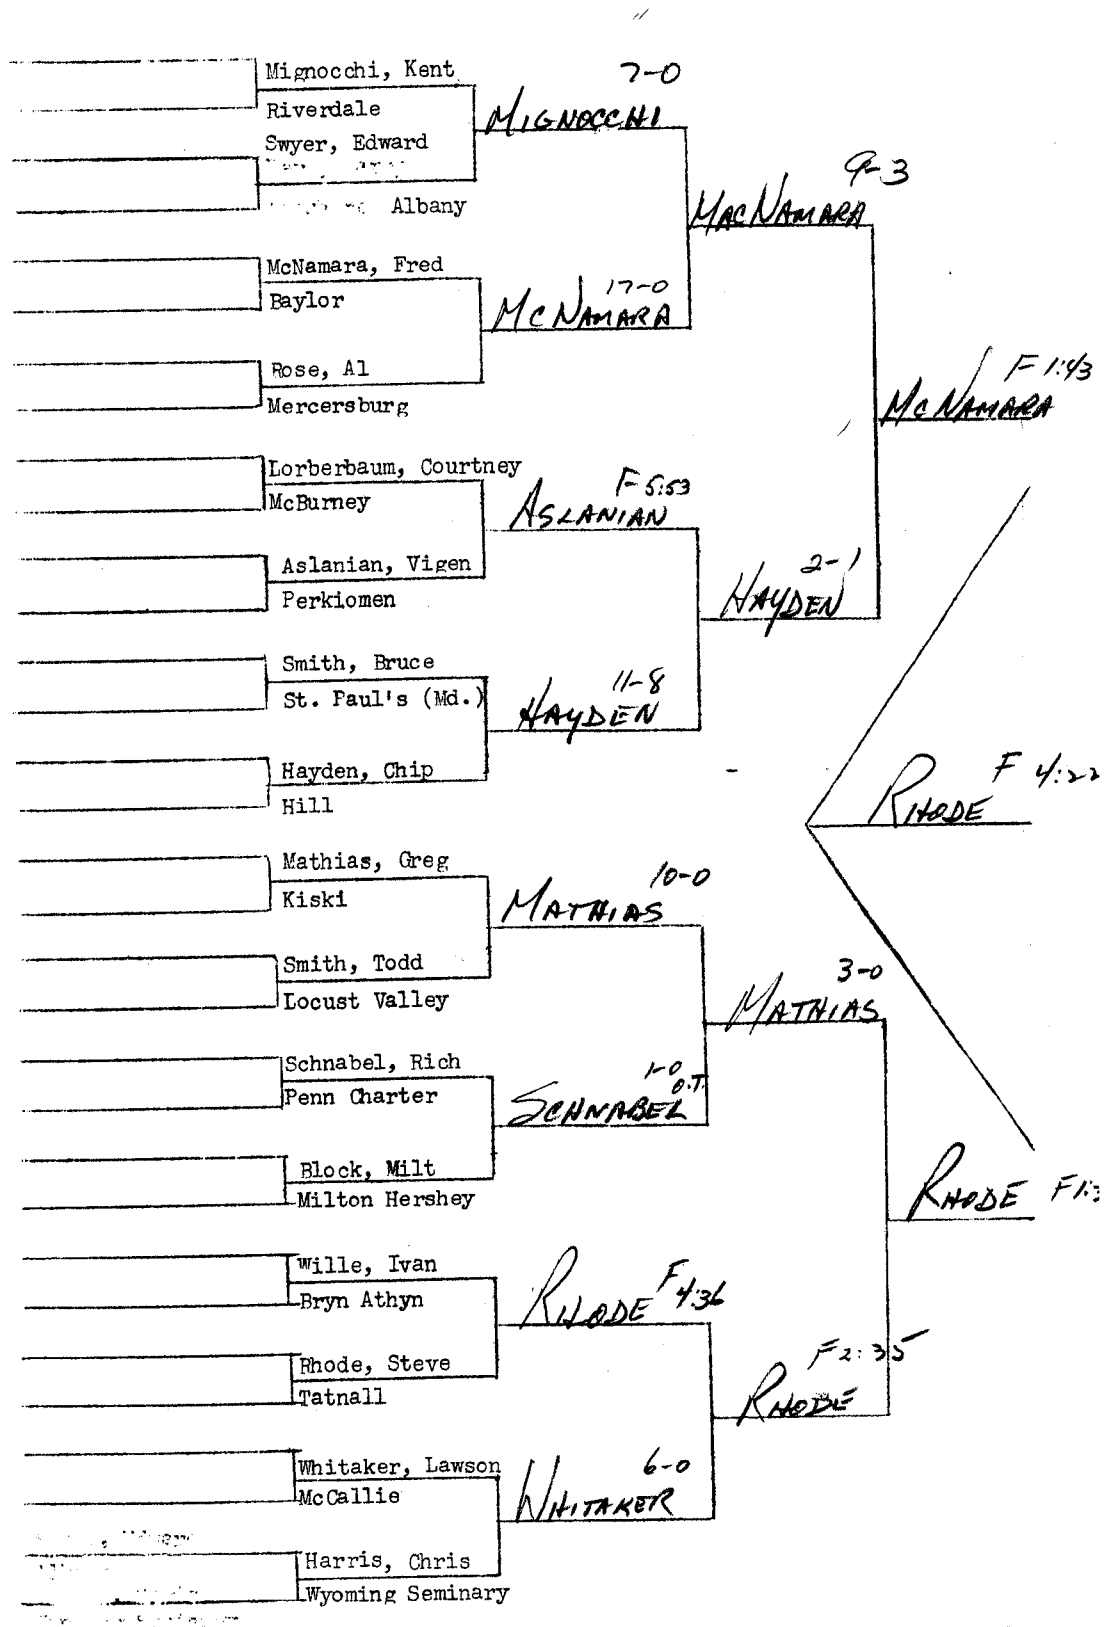 7-0
Mignocchi, Kent
MIGNOCCHI
Riverdale
Swyer, Edward
9-3
Albany
MACNAMARA
McNamara, Fred
17-0
Baylor
MCNAMARA
F 1:43
Rose, Al
MCNAMARA
Mercersburg
Lorberbaum, Courtney
F 5:53
McBurney
ASLANIAN
Aslanian, Vigen
2-1
Perkiomen
HAYDEN
Smith, Bruce
11-8
St. Paul's (Md.)
HAYDEN
Hayden, Chip
F 4:22
Hill
RHODE
Mathias, Greg
10-0
Kiski
MATHIAS
Smith, Todd
3-0
Locust Valley
MATHIAS
Schnabel, Rich
1-0
O.T.
Penn Charter
SCHNABEL
Block, Milt
Milton Hershey
RHODE
Wille, Ivan
F 4:36
Bryn Athyn
RHODE
Rhode, Steve
F 2:35
Tatnall
RHODE
Whitaker, Lawson
6-0
McCallie
WHITAKER
Harris, Chris
Wyoming Seminary